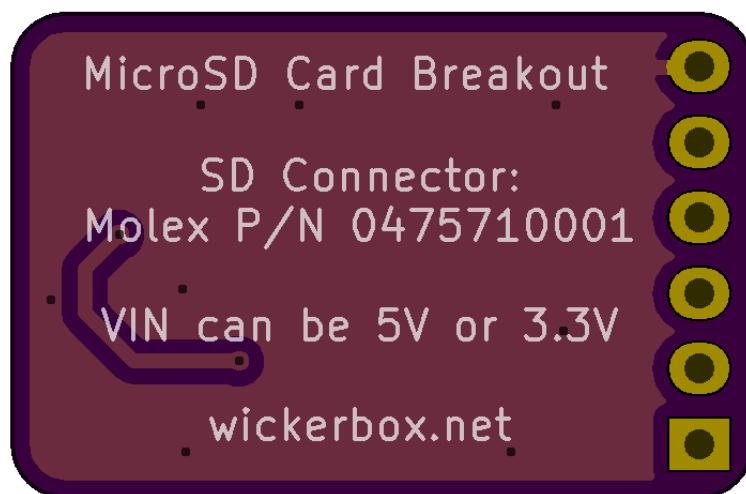 MicroSD Card Breakout
SD Connector:
Molex P/N 0475710001
VIN can be 5V or 3.3V
wickerbox.net